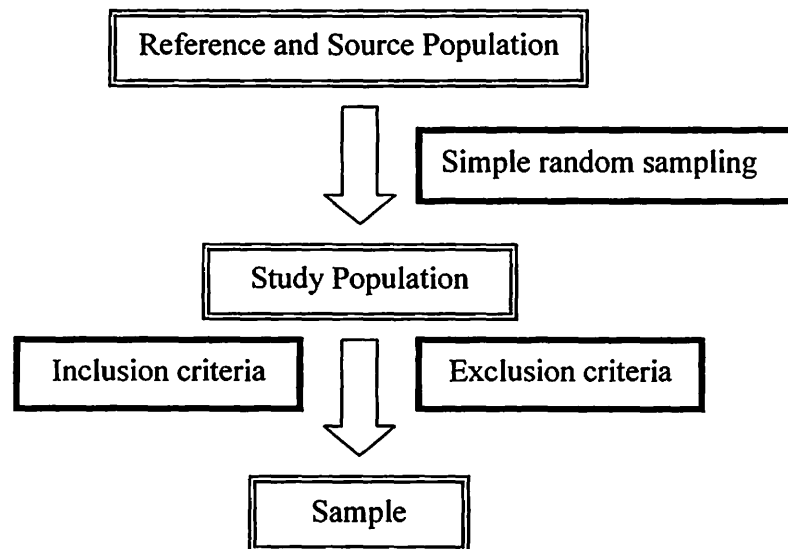 Reference and Source Population
Simple random sampling
Study Population
Inclusion criteria
Exclusion criteria
Sample